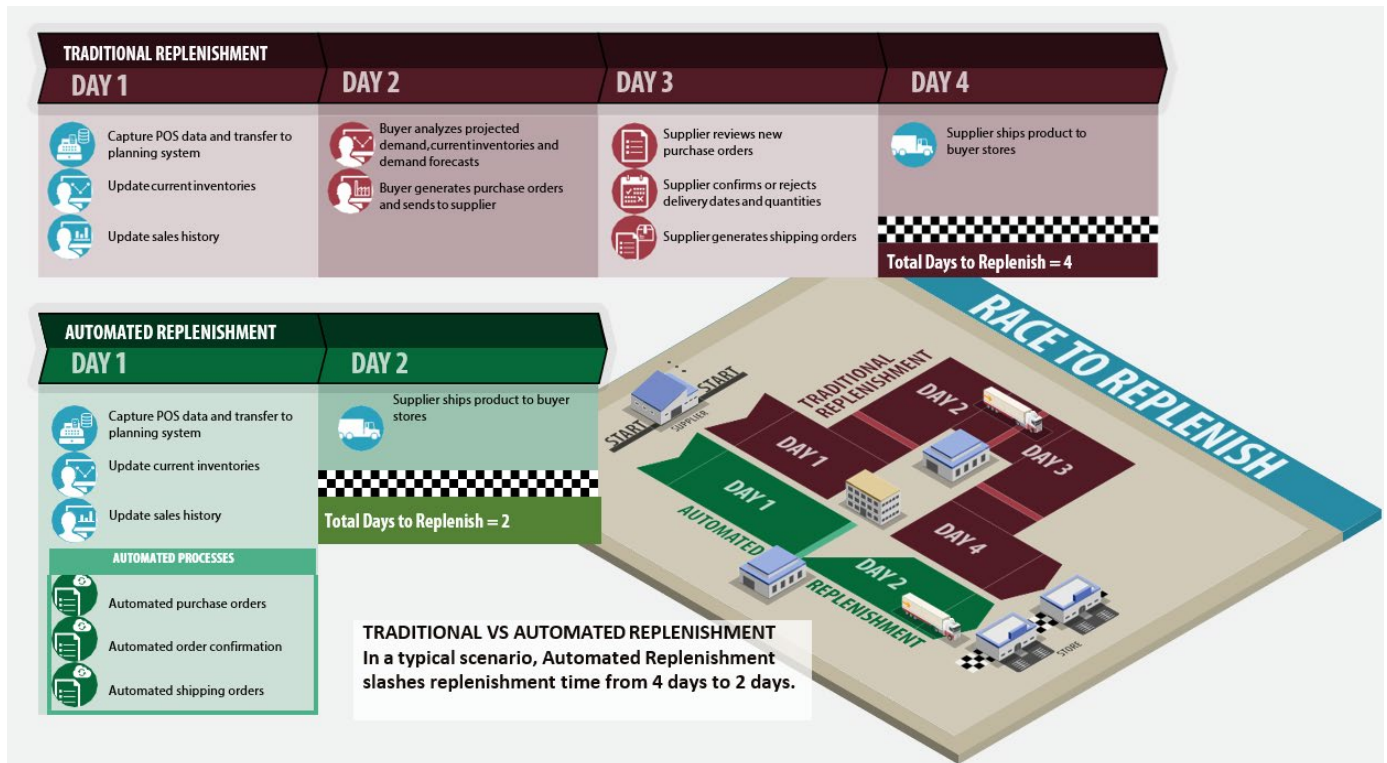 TRADITIONAL REPLENISHMENT
DAY 1
DAY 2
DAY 3
DAY 4
Capture POS data and transfer to
planning system
Update current inventories
Update sales history
Buyer analyzes projected
demand, current inventories and
demand forecasts
Buyer generates purchase orders
and sends to supplier
Supplier reviews new
purchase orders
Supplier confirms or rejects
delivery dates and quantities
Supplier generates shipping orders
Supplier ships product to
buyer stores
Total Days to Replenish = 4
AUTOMATED REPLENISHMENT
DAY 1
DAY 2
Capture POS data and transfer to
planning system
Update current inventories
Update sales history
AUTOMATED PROCESSES
Automated purchase orders
Automated order confirmation
Automated shipping orders
Supplier ships product to buyer
stores
Total Days to Replenish = 2
RACE TO REPLENISH
START
START
SUPPLIER
TRADITIONAL
REPLENISHMENT
DAY 1
DAY 2
DAY 3
DAY 4
DAY 1
AUTOMATED
DAY 2
REPLENISHMENT
STORE
TRADITIONAL VS AUTOMATED REPLENISHMENT
In a typical scenario, Automated Replenishment
slashes replenishment time from 4 days to 2 days.